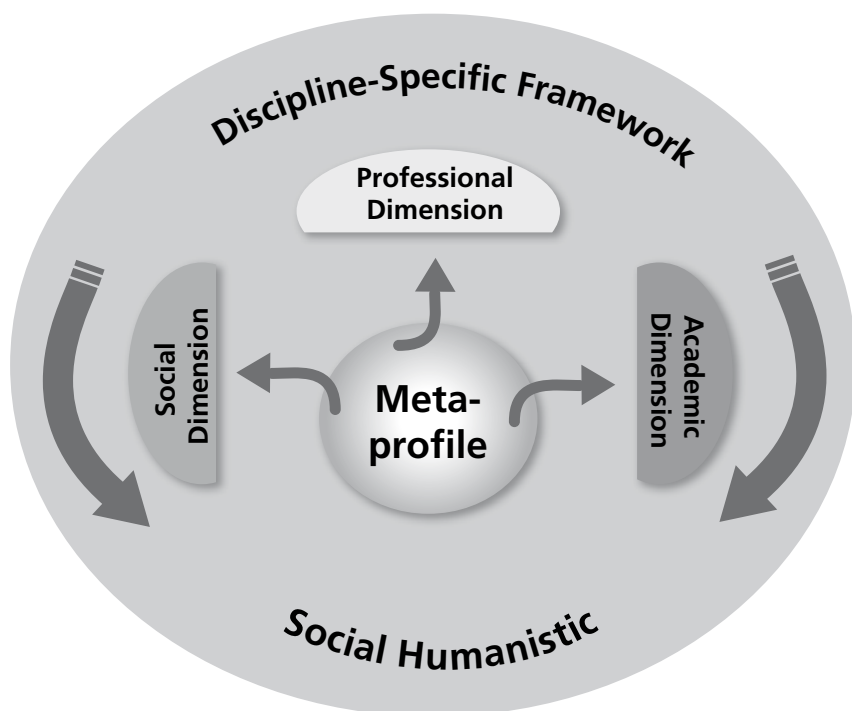 Discipline-Specific Framework
Professional
Dimension
Social
Dimension
Meta-
profile
Academic
Dimension
Social Humanistic